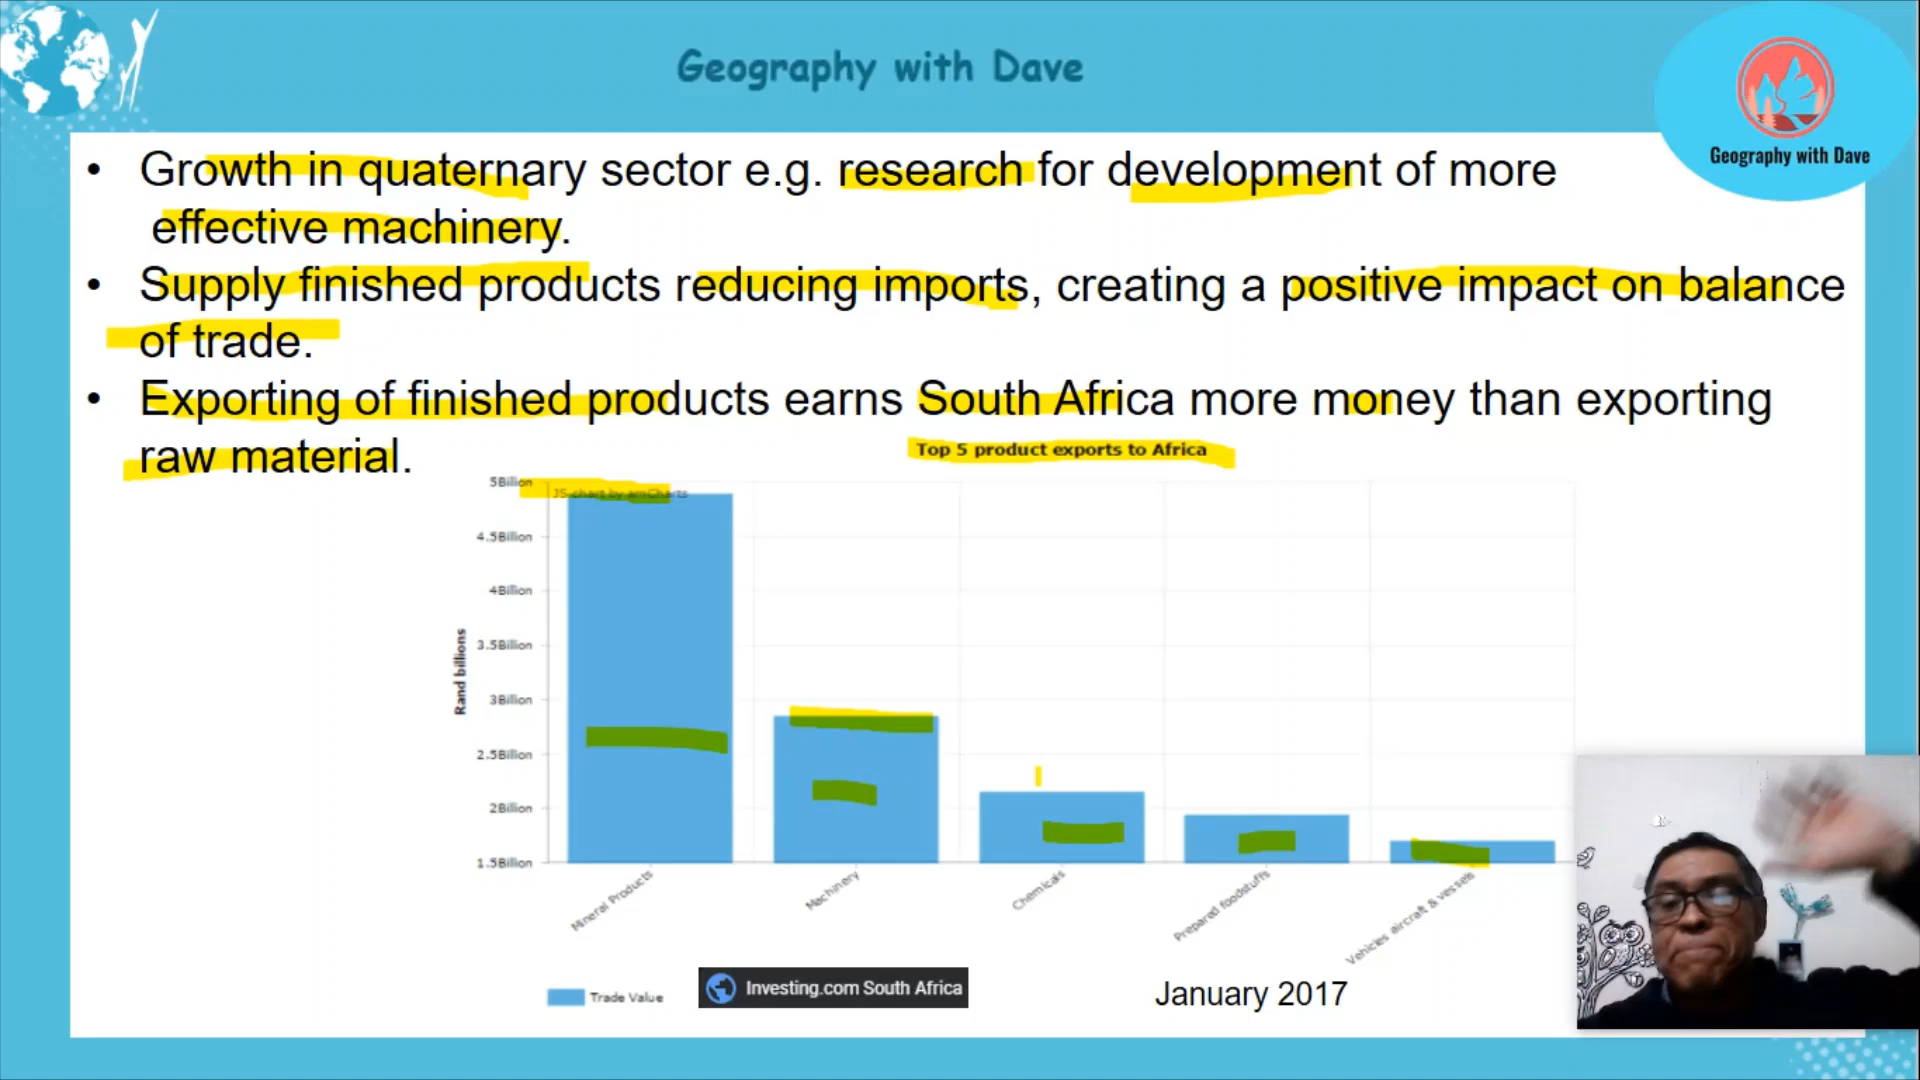 Geography with Dave
Geography with Dave
• Growth in quaternary sector e.g. research for development of more
effective machinery.
• Supply finished products reducing imports, creating a positive impact on balance
of trade.
• Exporting of finished products earns South Africa more money than exporting
raw material.
Top 5 product exports to Africa
JS chart by amCharts
5Billion
4.5Billion
4Billion
3.5Billion
3Billion
2.5Billion
2Billion
1.5Billion
Rand billions
Mineral Products
Machinery
Chemicals
Prepared foodstuffs
Vehicles aircraft & vessels
Trade Value
Investing.com South Africa
January 2017